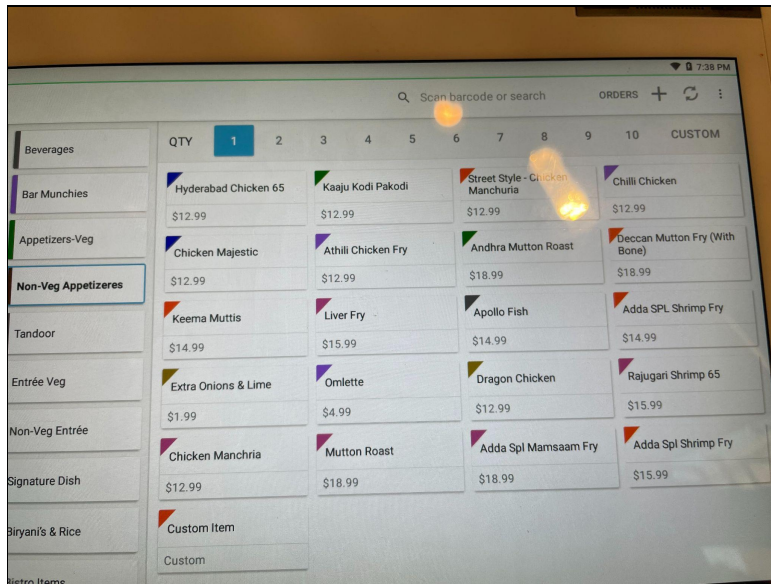 7:38 PM
Scan barcode or search
ORDERS
QTY 1 2 3 4 5 6 7 8 9 10 CUSTOM
Beverages
Bar Munchies
Appetizers-Veg
Non-Veg Appetizeres
Tandoor
Entrée Veg
Non-Veg Entrée
Signature Dish
Biryani's & Rice
Bistro Items
Hyderabad Chicken 65
$12.99
Kaaju Kodi Pakodi
$12.99
Street Style - Chicken
Manchuria
$12.99
Chilli Chicken
$12.99
Chicken Majestic
$12.99
Athili Chicken Fry
$12.99
Andhra Mutton Roast
$18.99
Deccan Mutton Fry (With
Bone)
$18.99
Keema Muttis
$14.99
Liver Fry
$15.99
Apollo Fish
$14.99
Adda SPL Shrimp Fry
$14.99
Extra Onions & Lime
$1.99
Omlette
$4.99
Dragon Chicken
$12.99
Rajugari Shrimp 65
$15.99
Chicken Manchria
$12.99
Mutton Roast
$18.99
Adda Spl Mamsaam Fry
$18.99
Adda Spl Shrimp Fry
$15.99
Custom Item
Custom